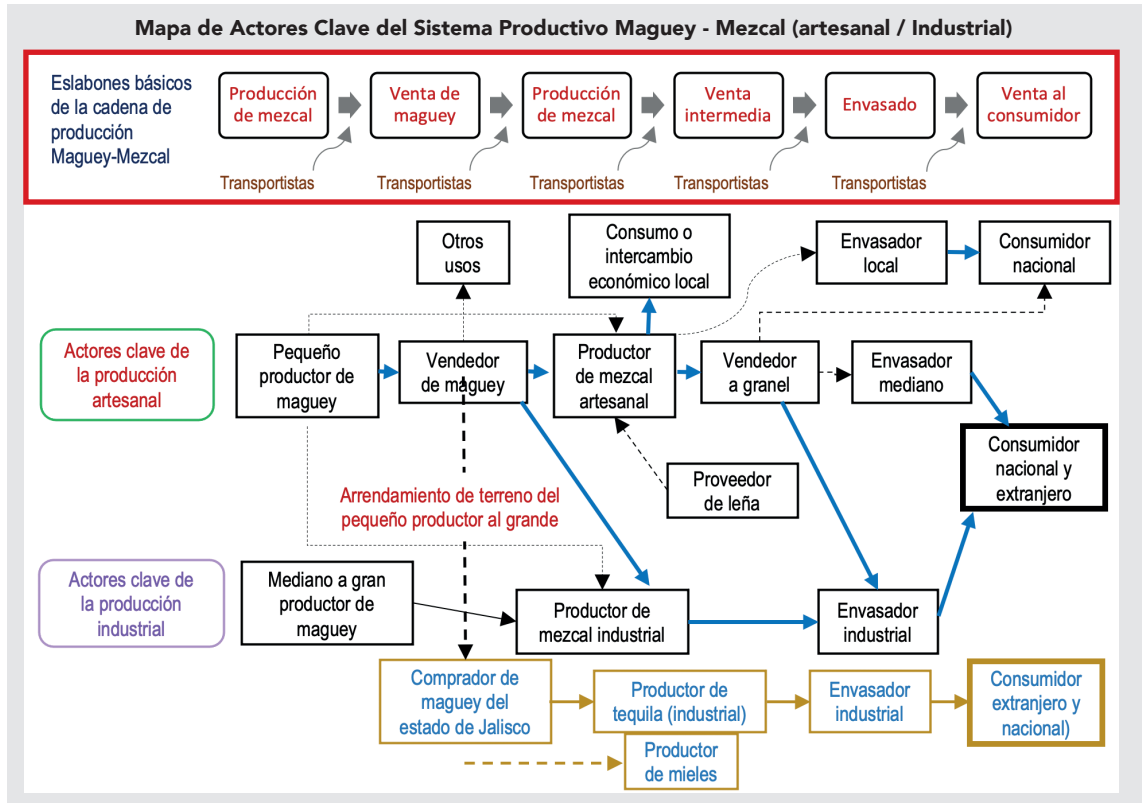 Mapa de Actores Clave del Sistema Productivo Maguey - Mezcal (artesanal / Industrial)
Eslabones básicos
de la cadena de
producción
Maguey-Mezcal
Producción
de mezcal
Venta de
maguey
Producción
de mezcal
Venta
intermedia
Envasado
Venta al
consumidor
Transportistas
Transportistas
Transportistas
Transportistas
Transportistas
Otros
usos
Consumo o
intercambio
económico local
Envasador
local
Consumidor
nacional
Actores clave de
la producción
artesanal
Pequeño
productor de
maguey
Vendedor
de maguey
Productor
de mezcal
artesanal
Vendedor
a granel
Envasador
mediano
Consumidor
nacional y
extranjero
Proveedor
de leña
Arrendamiento de terreno del
pequeño productor al grande
Actores clave de
la producción
industrial
Mediano a gran
productor de
maguey
Productor de
mezcal industrial
Envasador
industrial
Comprador de
maguey del
estado de Jalisco
Productor de
tequila (industrial)
Envasador
industrial
Consumidor
extranjero y
nacional)
Productor
de mieles